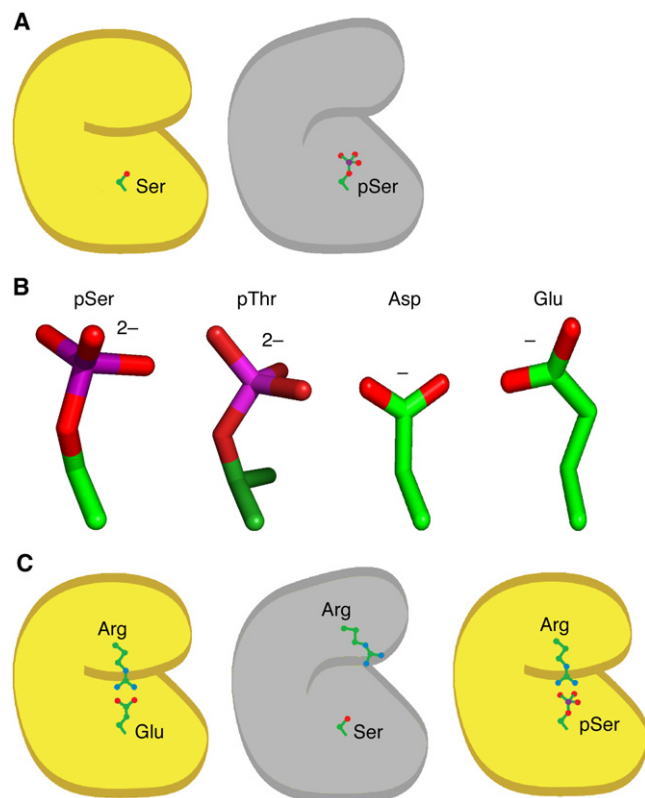 A
Ser
pSer
B
pSer
pThr
Asp
Glu
2–
2–
–
–
C
Arg
Arg
Arg
Glu
Ser
pSer